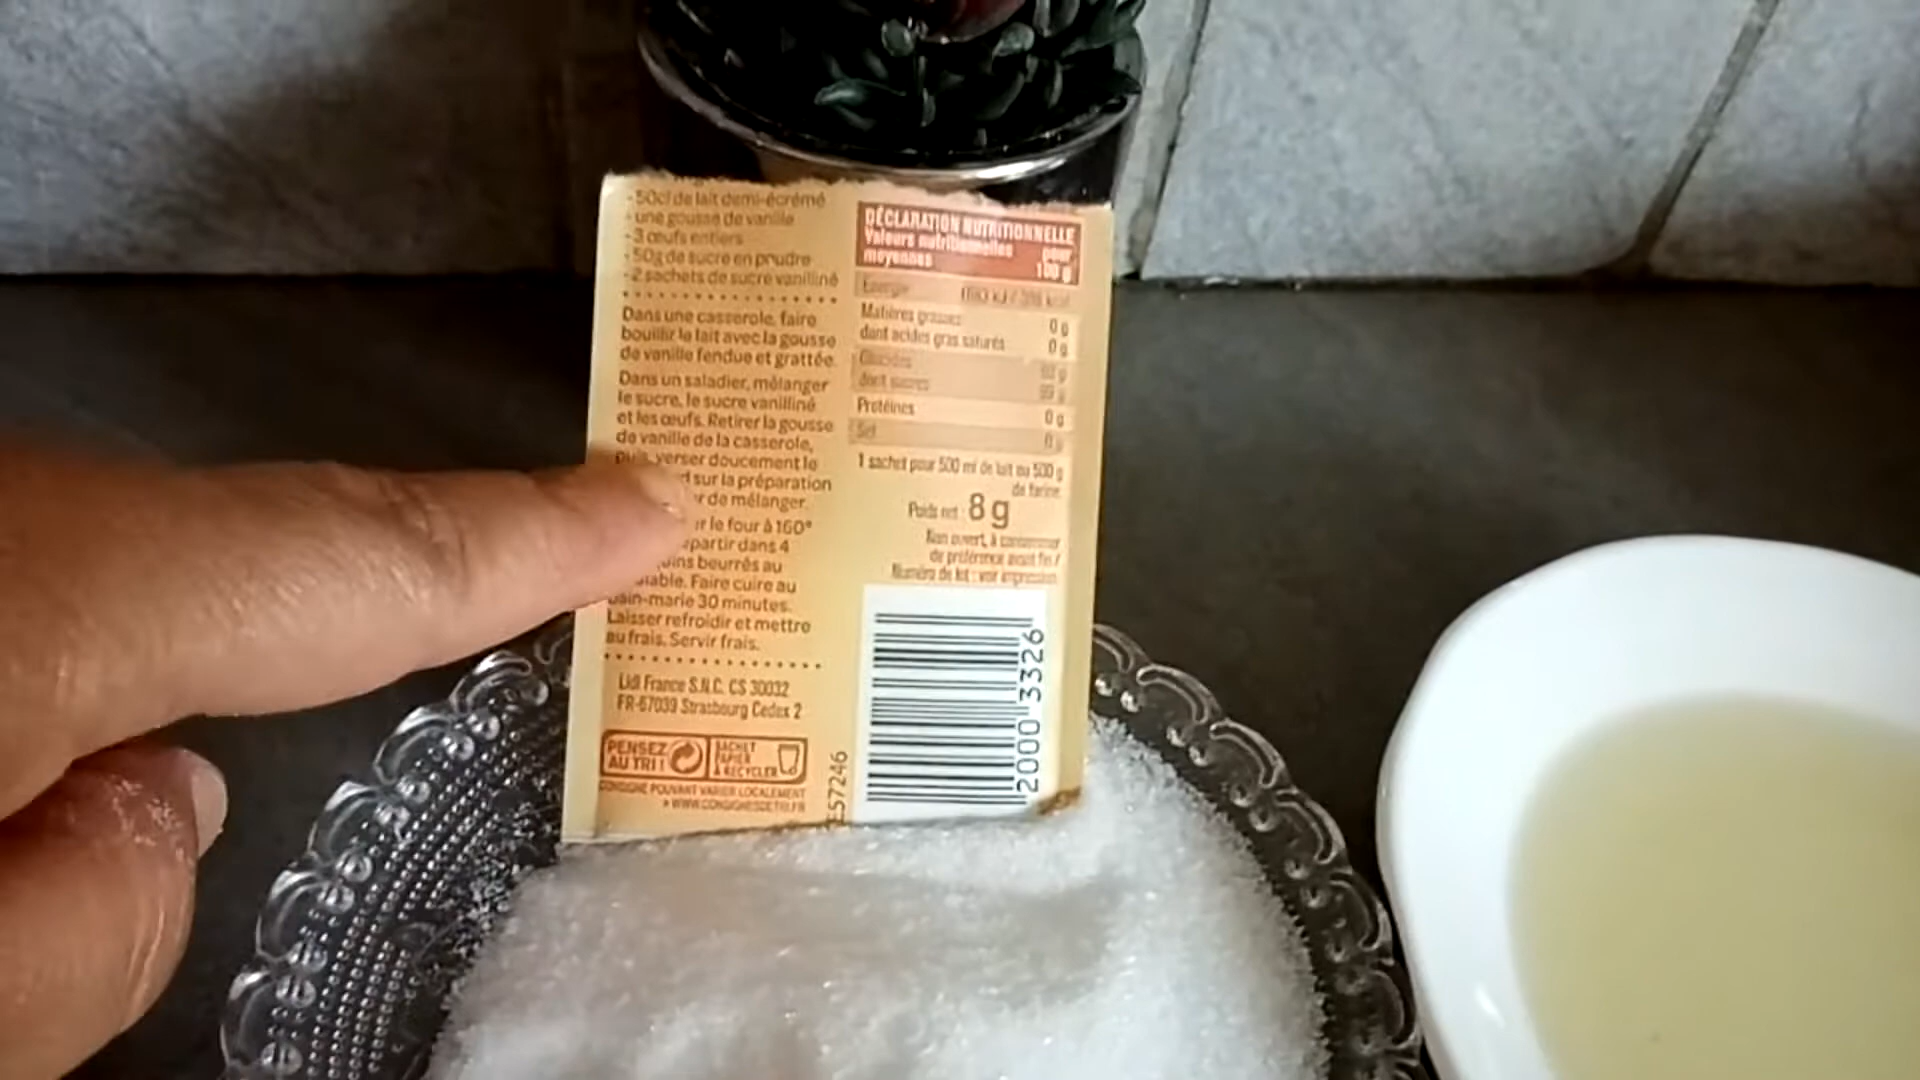 - 50cl de lait demi-écrémé
- une gousse de vanille
- 3 œufs entiers
- 50g de sucre en proudre
- 2 sachets de sucre vanilliné
Dans une casserole, faire
bouillir le lait avec la gousse
de vanille fendue et grattée.
Dans un saladier, mélanger
le sucre, le sucre vanilliné
et les œufs. Retirer la gousse
de vanille de la casserole,
puis verser doucement le
sur la préparation
de mélanger.
le four à 160°
partir dans 4
beurrés au
Faire cuire au
bain-marie 30 minutes.
Laisser refroidir et mettre
au frais. Servir frais.
Lidl France S.N.C. CS 30032
FR-67039 Strasbourg Cedex 2
PENSEZ
AU TRI !
SACHET
PAPIER
À RECYCLER
CONSIGNE POUVANT VARIER LOCALEMENT
WWW.CONSIGNESDETRI.FR
E57246
DÉCLARATION NUTRITIONNELLE
Valeurs nutritionnelles
moyennes
pour
100 g
Énergie
Matières grasses 0 g
dont acides gras saturés 0 g
Glucides
dont sucres
Protéines 0 g
Sel
1 sachet pour 500 ml de lait ou 500 g
de farine.
Poids net : 8 g
Non ouvert, à consommer
de préférence avant fin /
Numéro de lot : voir impression.
2000 3326